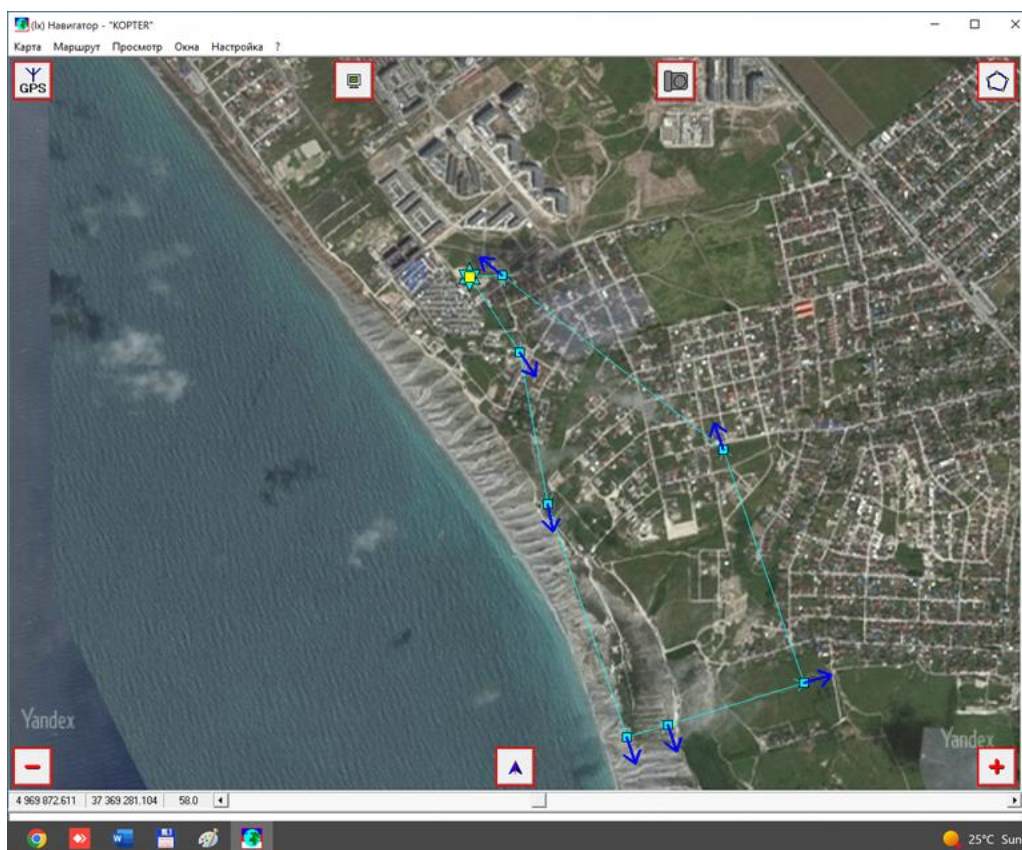 (lx) Навигатор - "KOPTER"
Карта Маршрут Просмотр Окна Настройка ?
GPS
Yandex
Yandex
4 969 872.611 37 369 281.104 58.0
25°C Sun